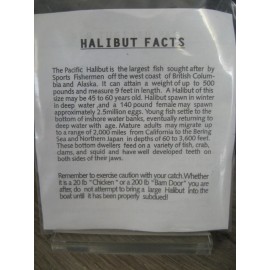 HALIBUT FACTS
The Pacific Halibut is the largest fish sought after by
Sports Fishermen off the west coast of British Colum-
bia and Alaska. It can attain a weight of up to 500
pounds and measure 9 feet in length. A Halibut of this
size may be 45 to 60 years old. Halibut spawn in winter
in deep water ,and a 140 pound female may spawn
approximately 2.5million eggs. Young fish settle to the
bottom of inshore water banks, eventually returning to
deep water with age. Mature adults may migrate up
to a range of 2,000 miles from California to the Bering
Sea and Northern Japan in depths of 60 to 3,600 feet.
These bottom dwellers feed on a variety of fish, crab,
clams, and squid and have well developed teeth on
both sides of their jaws.
Remember to exercise caution with your catch. Whether
it is a 20 lb "Chicken" or a 200 lb "Barn Door" you are
after, do not attempt to bring a large Halibut into the
bowl until it has been properly subdued!